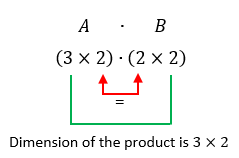 A · B
(3 × 2) · (2 × 2)
=
Dimension of the product is 3 × 2